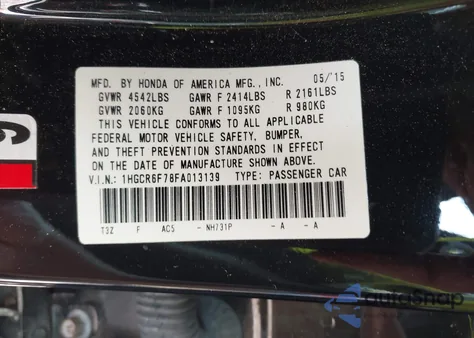 MFD. BY HONDA OF AMERICA MFG., INC. 05/15
GVWR 4542LBS GAWR F 2414LBS R 2161LBS
GVWR 2060KG GAWR F 1095KG R 980KG
THIS VEHICLE CONFORMS TO ALL APPLICABLE
FEDERAL MOTOR VEHICLE SAFETY, BUMPER,
AND THEFT PREVENTION STANDARDS IN EFFECT
ON THE DATE OF MANUFACTURE SHOWN ABOVE.
V.I.N.: 1HGCR6F78FA013139 TYPE: PASSENGER CAR
T3Z F AC5 - NH731P - A - A
autoSnap